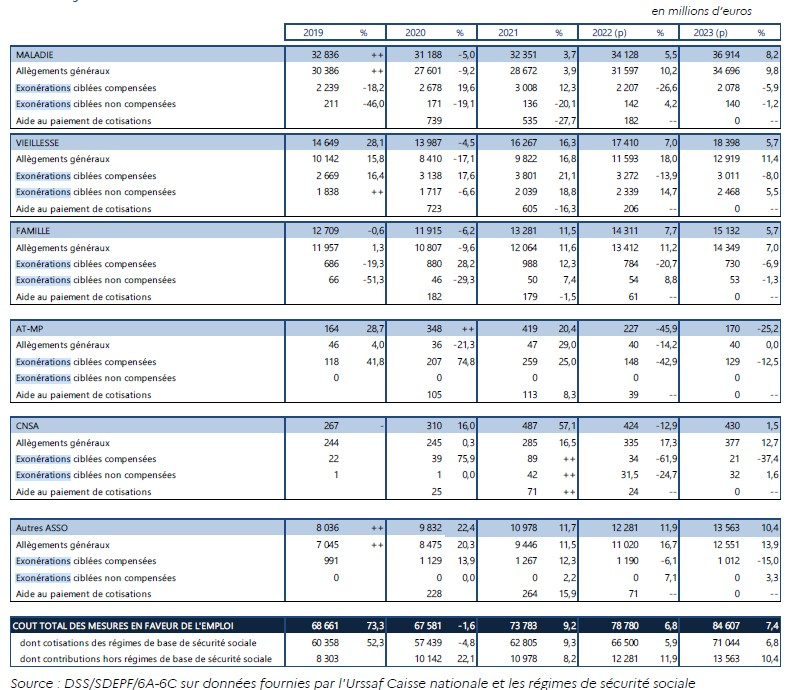 en millions d'euros
2019 % 2020 % 2021 % 2022 (p) % 2023 (p) %
MALADIE 32 836 ++ 31 188 -5,0 32 351 3,7 34 128 5,5 36 914 8,2
Allègements généraux 30 386 ++ 27 601 -9,2 28 672 3,9 31 597 10,2 34 696 9,8
Exonérations ciblées compensées 2 239 -18,2 2 678 19,6 3 008 12,3 2 207 -26,6 2 078 -5,9
Exonérations ciblées non compensées 211 -46,0 171 -19,1 136 -20,1 142 4,2 140 -1,2
Aide au paiement de cotisations 739 535 -27,7 182 -- 0 --
VIEILLESSE 14 649 28,1 13 987 -4,5 16 267 16,3 17 410 7,0 18 398 5,7
Allègements généraux 10 142 15,8 8 410 -17,1 9 822 16,8 11 593 18,0 12 919 11,4
Exonérations ciblées compensées 2 669 16,4 3 138 17,6 3 801 21,1 3 272 -13,9 3 011 -8,0
Exonérations ciblées non compensées 1 838 ++ 1 717 -6,6 2 039 18,8 2 339 14,7 2 468 5,5
Aide au paiement de cotisations 723 605 -16,3 206 -- 0 --
FAMILLE 12 709 -0,6 11 915 -6,2 13 281 11,5 14 311 7,7 15 132 5,7
Allègements généraux 11 957 1,3 10 807 -9,6 12 064 11,6 13 412 11,2 14 349 7,0
Exonérations ciblées compensées 686 -19,3 880 28,2 988 12,3 784 -20,7 730 -6,9
Exonérations ciblées non compensées 66 -51,3 46 -29,3 50 7,4 54 8,8 53 -1,3
Aide au paiement de cotisations 182 179 -1,5 61 -- 0 --
AT-MP 164 28,7 348 ++ 419 20,4 227 -45,9 170 -25,2
Allègements généraux 46 4,0 36 -21,3 47 29,0 40 -14,2 40 0,0
Exonérations ciblées compensées 118 41,8 207 74,8 259 25,0 148 -42,9 129 -12,5
Exonérations ciblées non compensées 0 0 0 0 0
Aide au paiement de cotisations 105 113 8,3 39 -- 0 --
CNSA 267 - 310 16,0 487 57,1 424 -12,9 430 1,5
Allègements généraux 244 245 0,3 285 16,5 335 17,3 377 12,7
Exonérations ciblées compensées 22 39 75,9 89 ++ 34 -61,9 21 -37,4
Exonérations ciblées non compensées 1 1 0,0 42 ++ 31,5 -24,7 32 1,6
Aide au paiement de cotisations 25 71 ++ 24 -- 0 --
Autres ASSO 8 036 ++ 9 832 22,4 10 978 11,7 12 281 11,9 13 563 10,4
Allègements généraux 7 045 ++ 8 475 20,3 9 446 11,5 11 020 16,7 12 551 13,9
Exonérations ciblées compensées 991 1 129 13,9 1 267 12,3 1 190 -6,1 1 012 -15,0
Exonérations ciblées non compensées 0 0 0,0 0 2,2 0 7,1 0 3,3
Aide au paiement de cotisations 228 264 15,9 71 -- 0 --
COUT TOTAL DES MESURES EN FAVEUR DE L'EMPLOI 68 661 73,3 67 581 -1,6 73 783 9,2 78 780 6,8 84 607 7,4
dont cotisations des régimes de base de sécurité sociale 60 358 52,3 57 439 -4,8 62 805 9,3 66 500 5,9 71 044 6,8
dont contributions hors régimes de base de sécurité sociale 8 303 10 142 22,1 10 978 8,2 12 281 11,9 13 563 10,4
Source : DSS/SDEPF/6A-6C sur données fournies par l'Urssaf Caisse nationale et les régimes de sécurité sociale